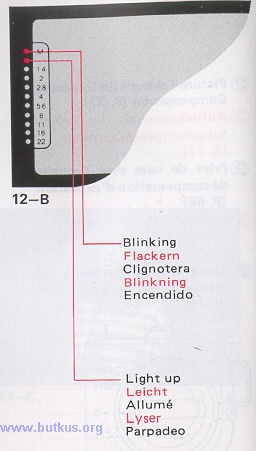 M
1 4
2
2 8
4
5 6
8
11
16
22
12–B
Blinking
Flackern
Clignotera
Blinkning
Encendido
Light up
Leicht
Allumé
Lyser
Parpadeo
www.butkus.org